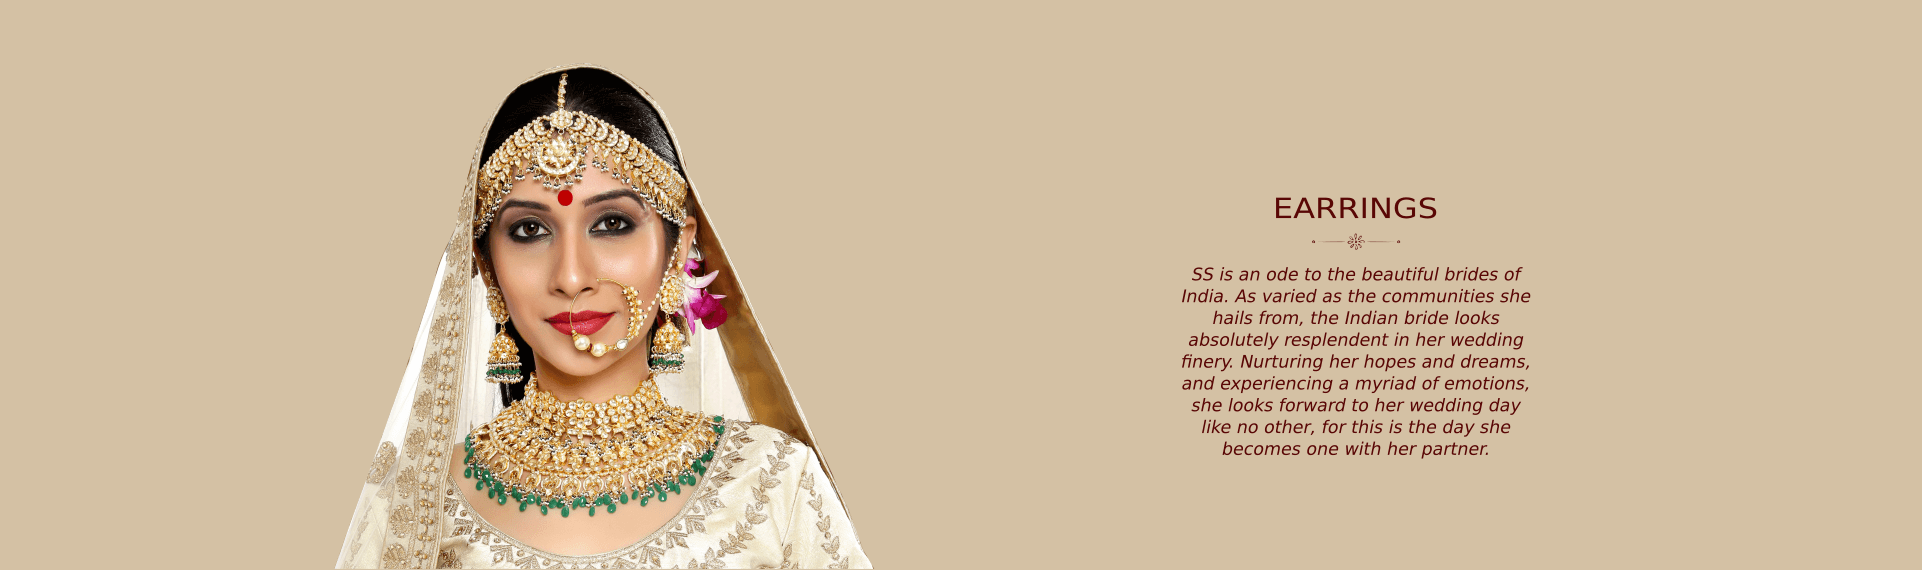 EARRINGS
SS is an ode to the beautiful brides of
India. As varied as the communities she
hails from, the Indian bride looks
absolutely resplendent in her wedding
finery. Nurturing her hopes and dreams,
and experiencing a myriad of emotions,
she looks forward to her wedding day
like no other, for this is the day she
becomes one with her partner.